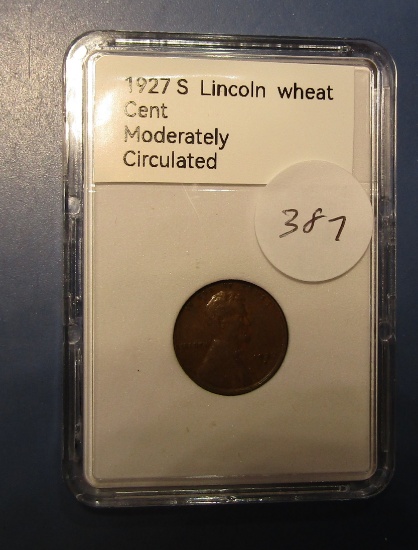 1927 S Lincoln wheat
Cent
Moderately
Circulated
387